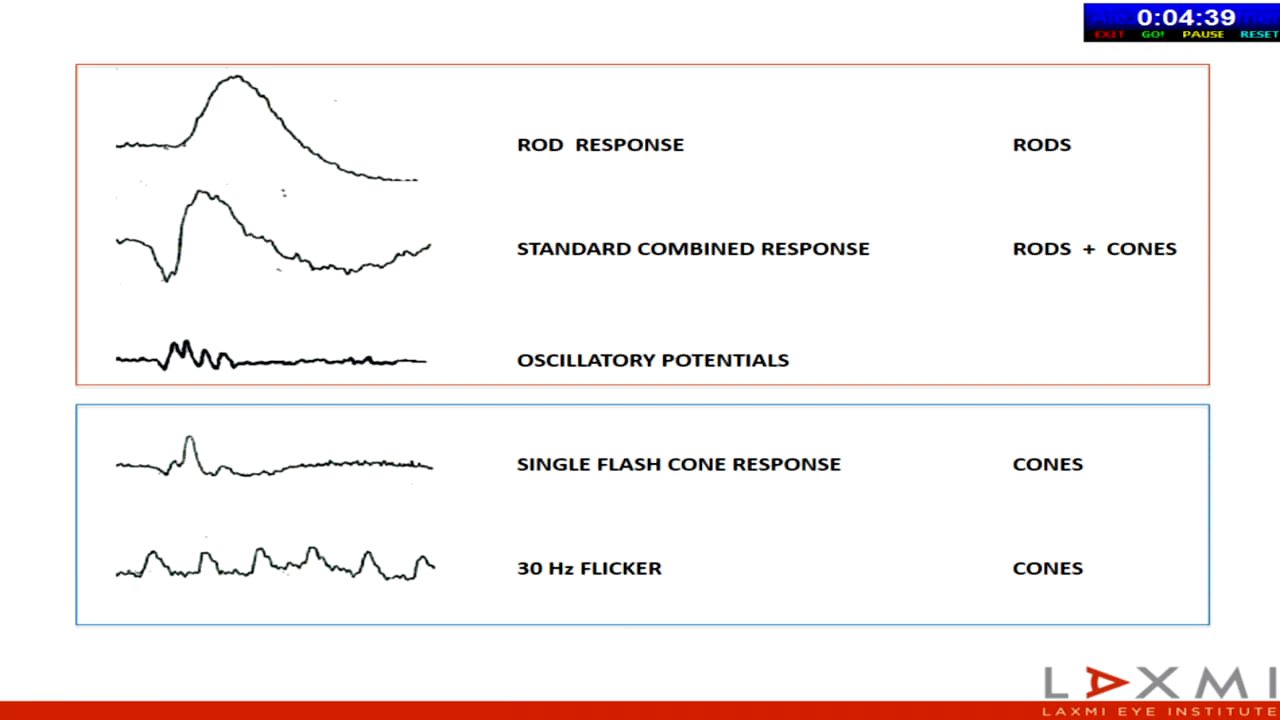 0:04:39
EXIT GO! PAUSE RESET
ROD RESPONSE RODS
STANDARD COMBINED RESPONSE RODS + CONES
OSCILLATORY POTENTIALS
SINGLE FLASH CONE RESPONSE CONES
30 Hz FLICKER CONES
LAXMI
LAXMI EYE INSTITUTE